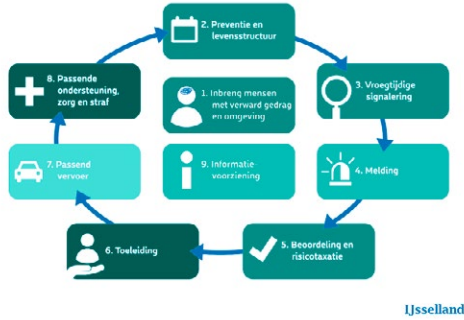 2. Preventie en
levensstructuur
8. Passende
ondersteuning,
zorg en straf
1. Inbreng mensen
met verward gedrag
en omgeving
3. Vroegtijdige
signalering
7. Passend
vervoer
9. Informatie
voorziening
4. Melding
6. Toeleiding
5. Beoordeling en
risicotaxatie
IJsselland